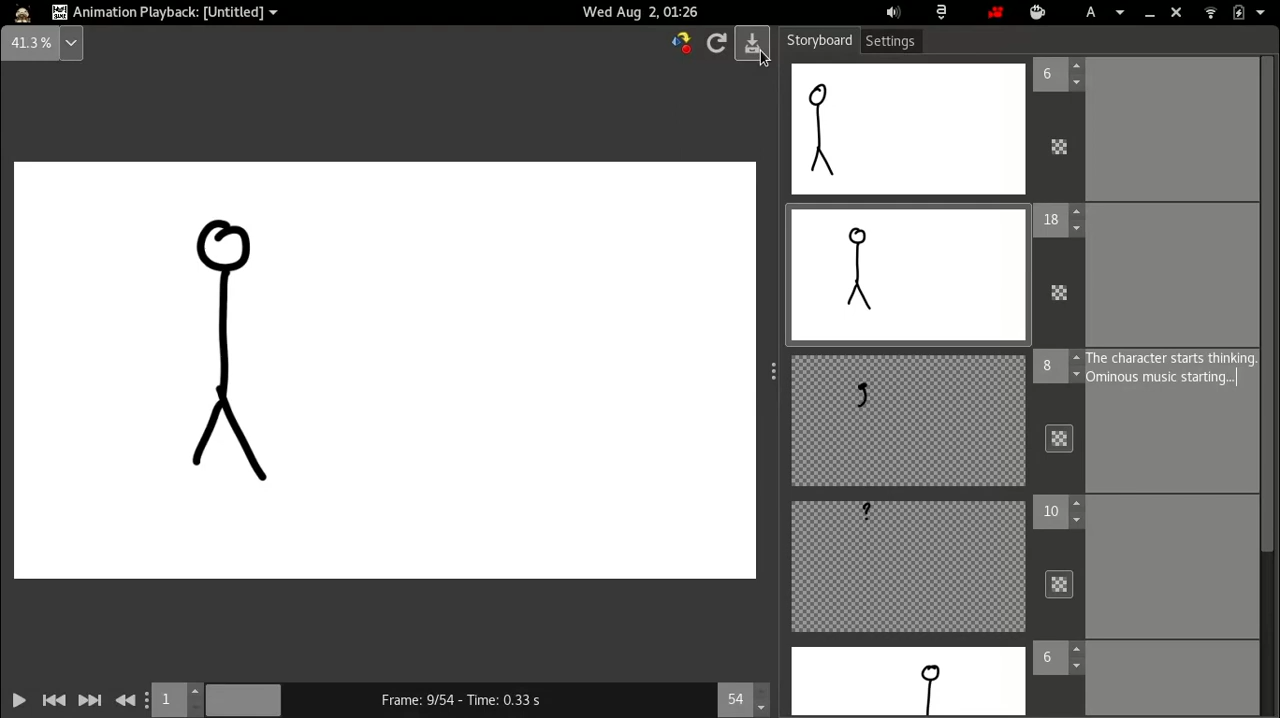 Animation Playback: [Untitled]
Wed Aug 2, 01:26
A
41.3 %
Storyboard
Settings
6
18
The character starts thinking.
Ominous music starting...
8
10
?
6
1
Frame: 9/54 - Time: 0.33 s
54